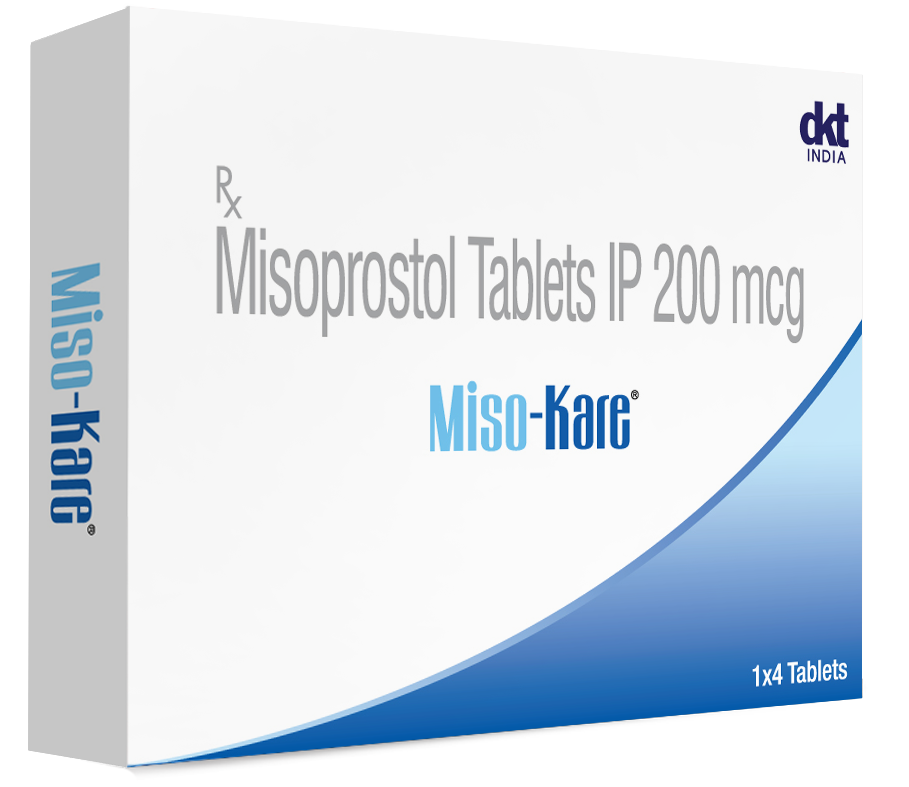 dkt
INDIA
Rx
Misoprostol Tablets IP 200 mcg
Miso-Kare®
1x4 Tablets
Miso-Kare®